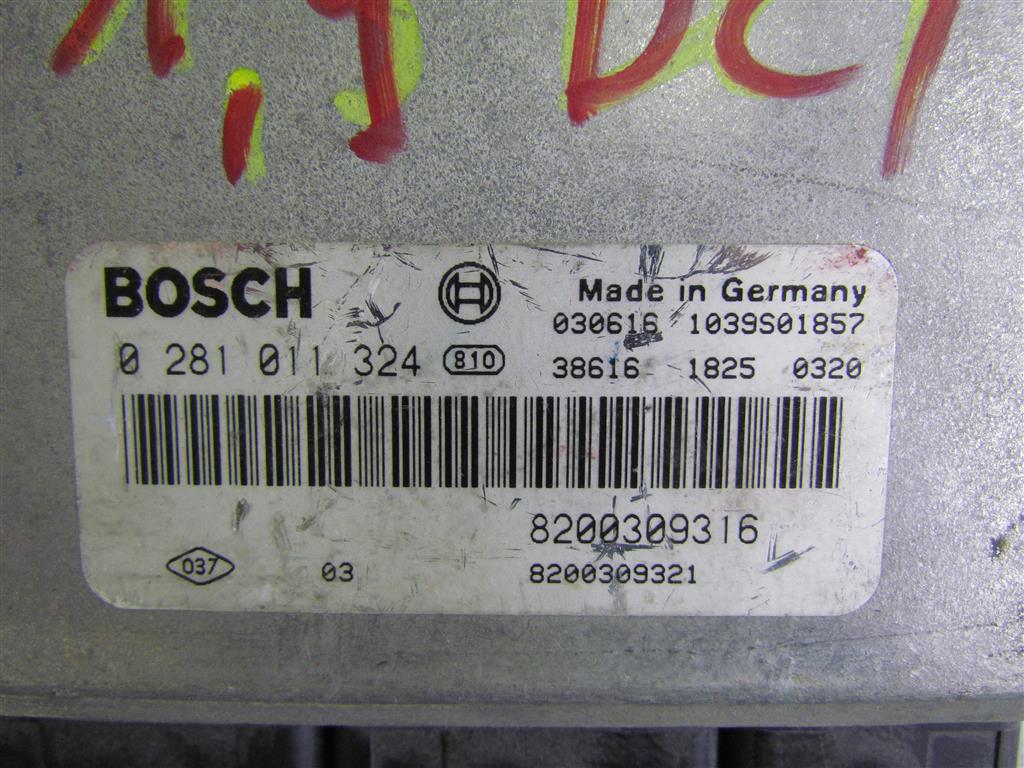 1,9 DCI
BOSCH Made in Germany
030616 1039S01857
0 281 011 324 810 38616 1825 0320
8200309316
037 03 8200309321